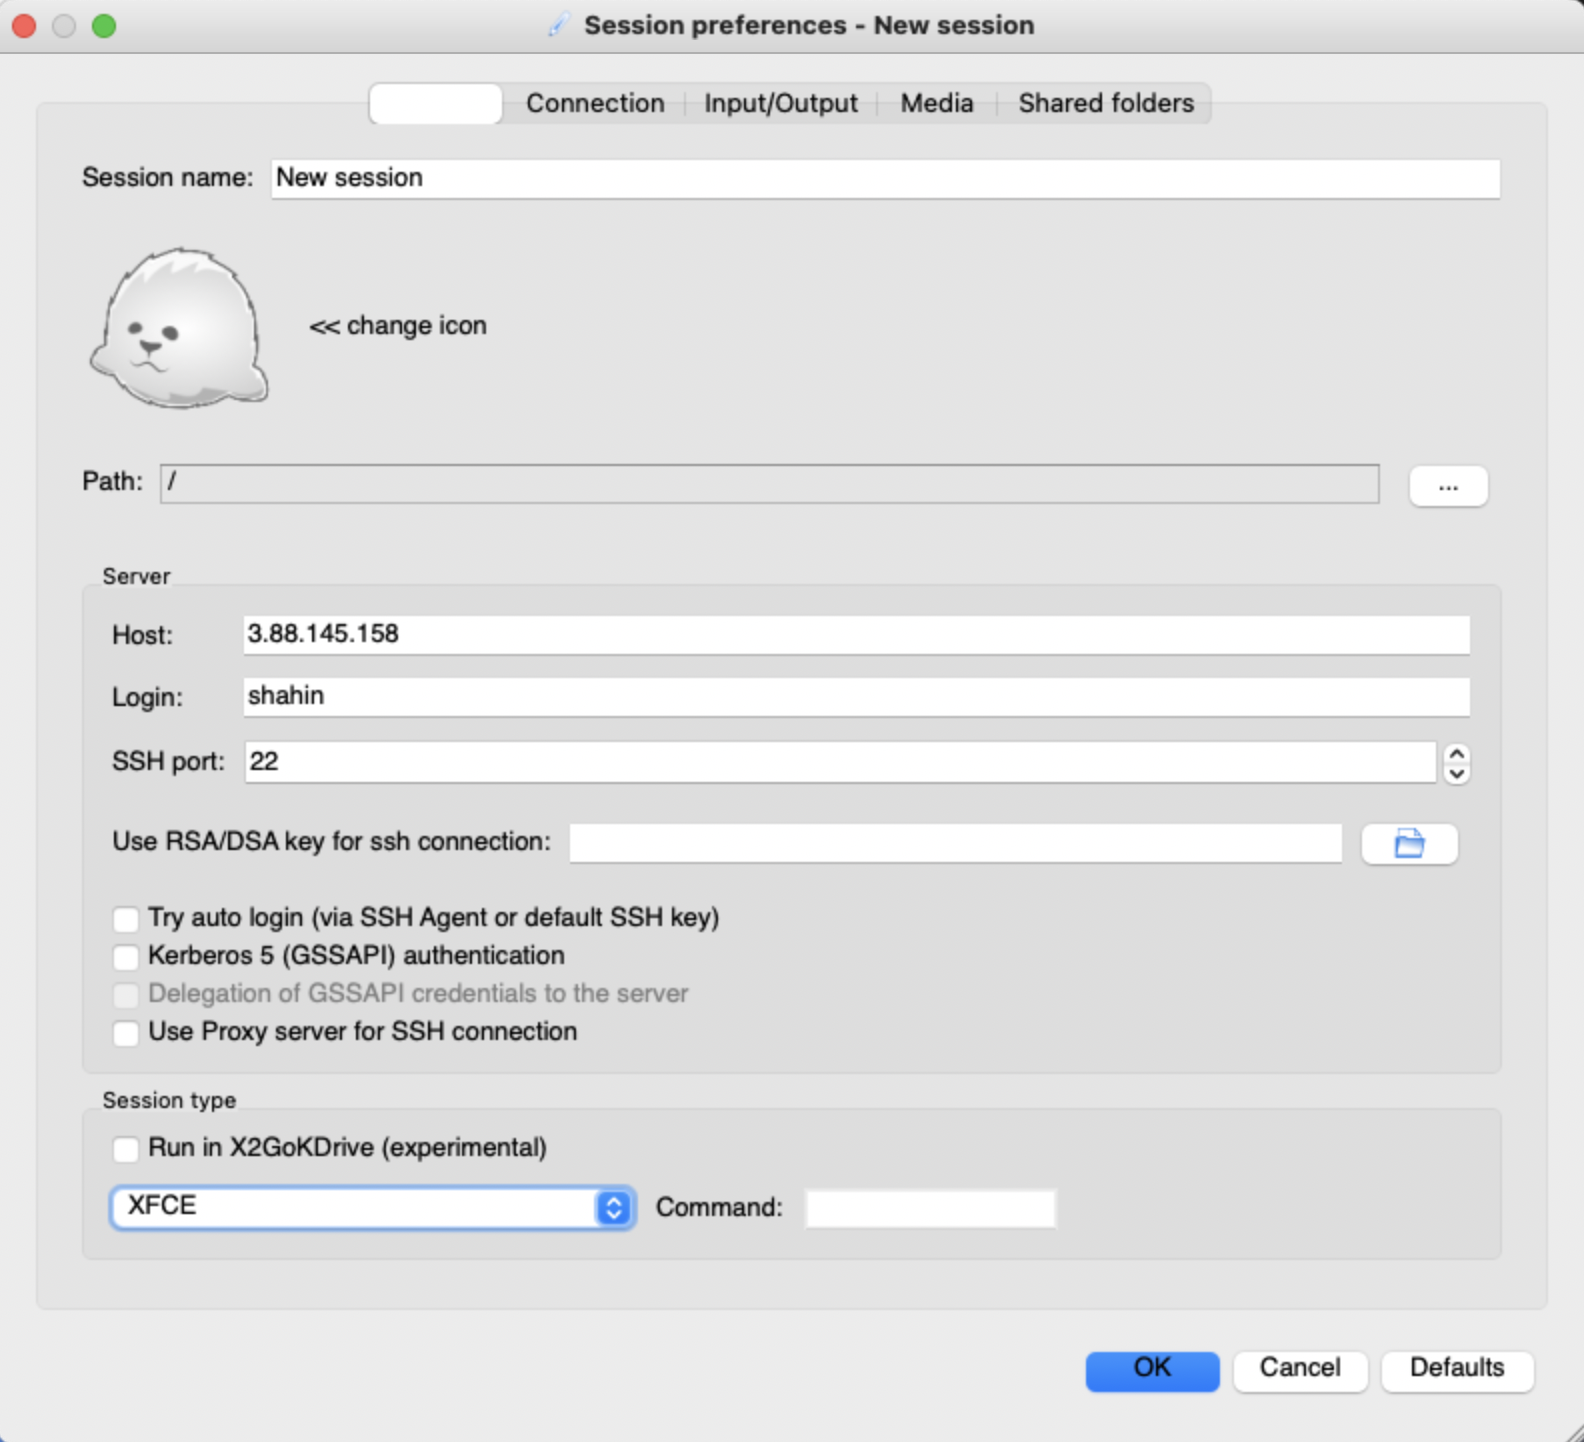 Session preferences - New session
Connection Input/Output Media Shared folders
Session name: New session
<< change icon
Path: / ...
Server
Host: 3.88.145.158
Login: shahin
SSH port: 22
Use RSA/DSA key for ssh connection:
Try auto login (via SSH Agent or default SSH key)
Kerberos 5 (GSSAPI) authentication
Delegation of GSSAPI credentials to the server
Use Proxy server for SSH connection
Session type
Run in X2GoKDrive (experimental)
XFCE Command:
OK Cancel Defaults